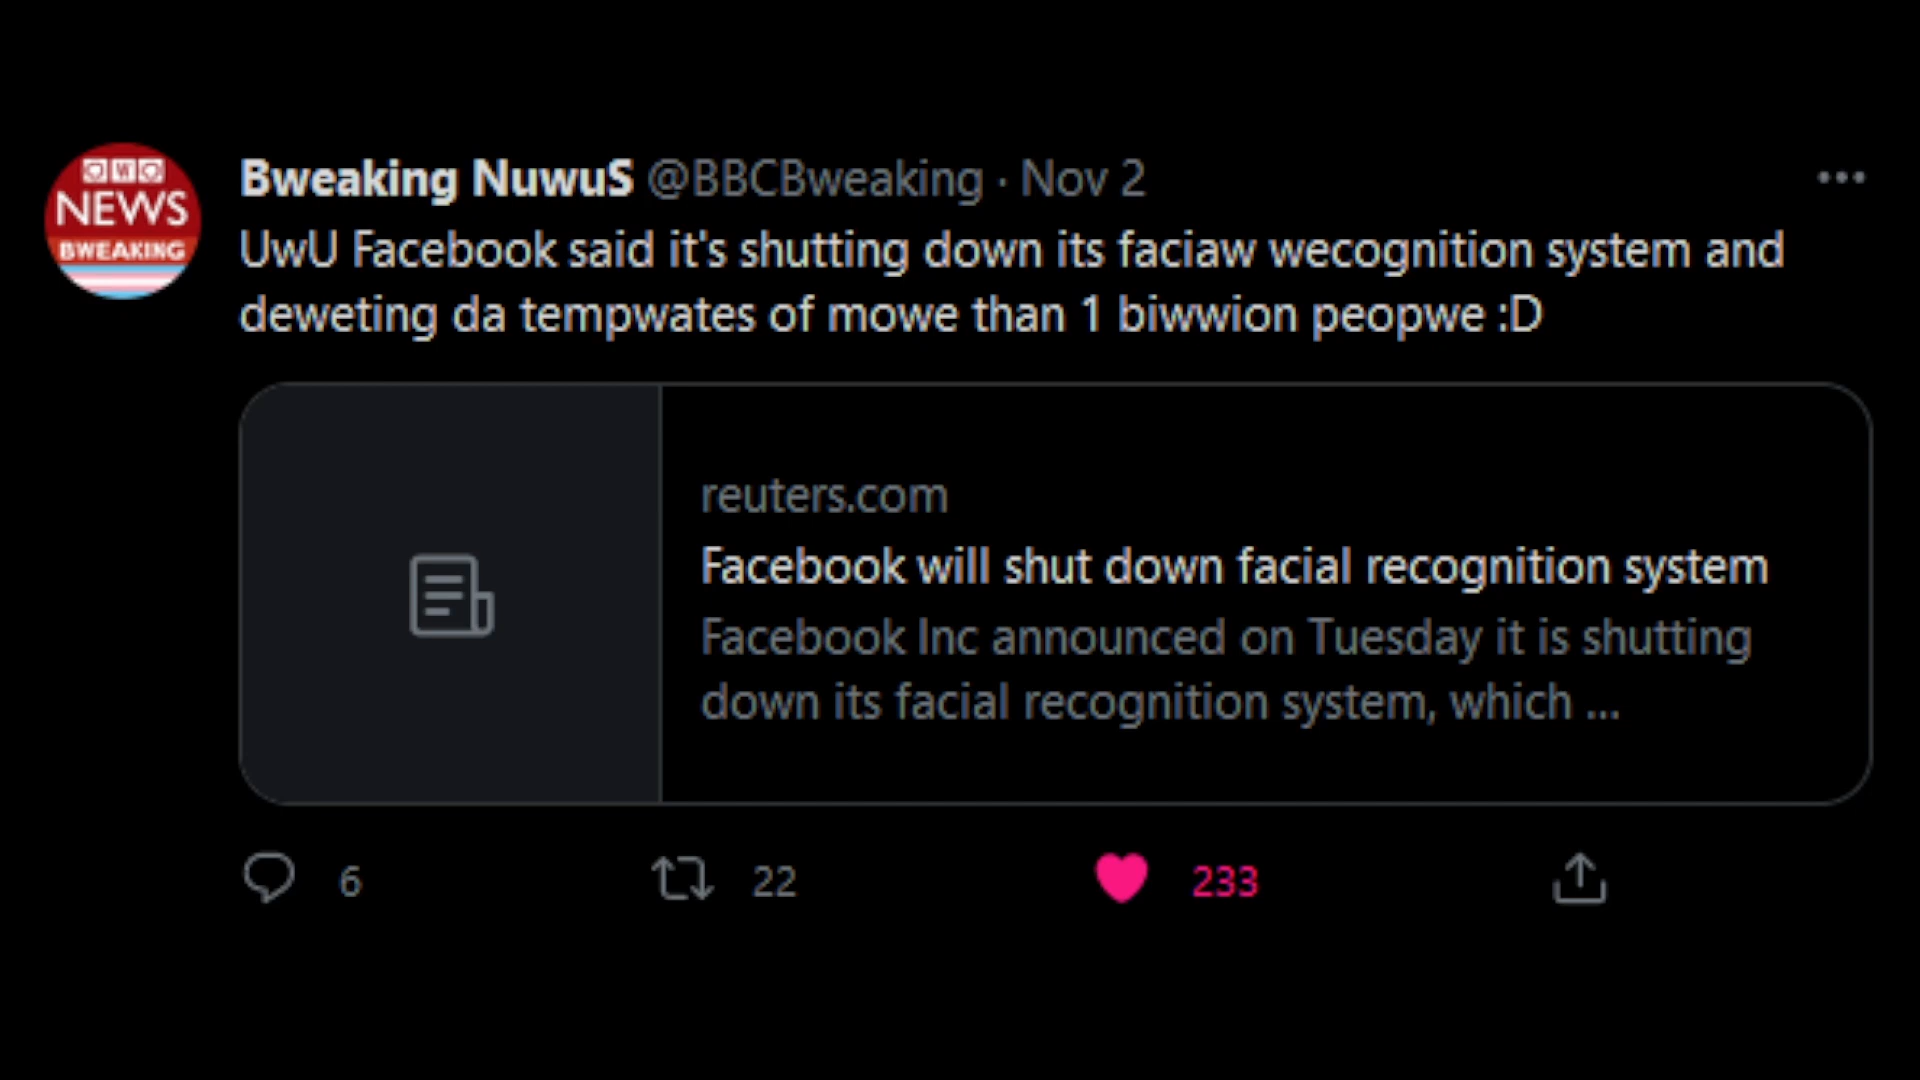 OWO
NEWS
BWEAKING
Bweaking NuwuS @BBCBweaking · Nov 2
UwU Facebook said it's shutting down its faciaw wecognition system and
deweting da tempwates of mowe than 1 biwwion peopwe :D
reuters.com
Facebook will shut down facial recognition system
Facebook Inc announced on Tuesday it is shutting
down its facial recognition system, which ...
6 22 233